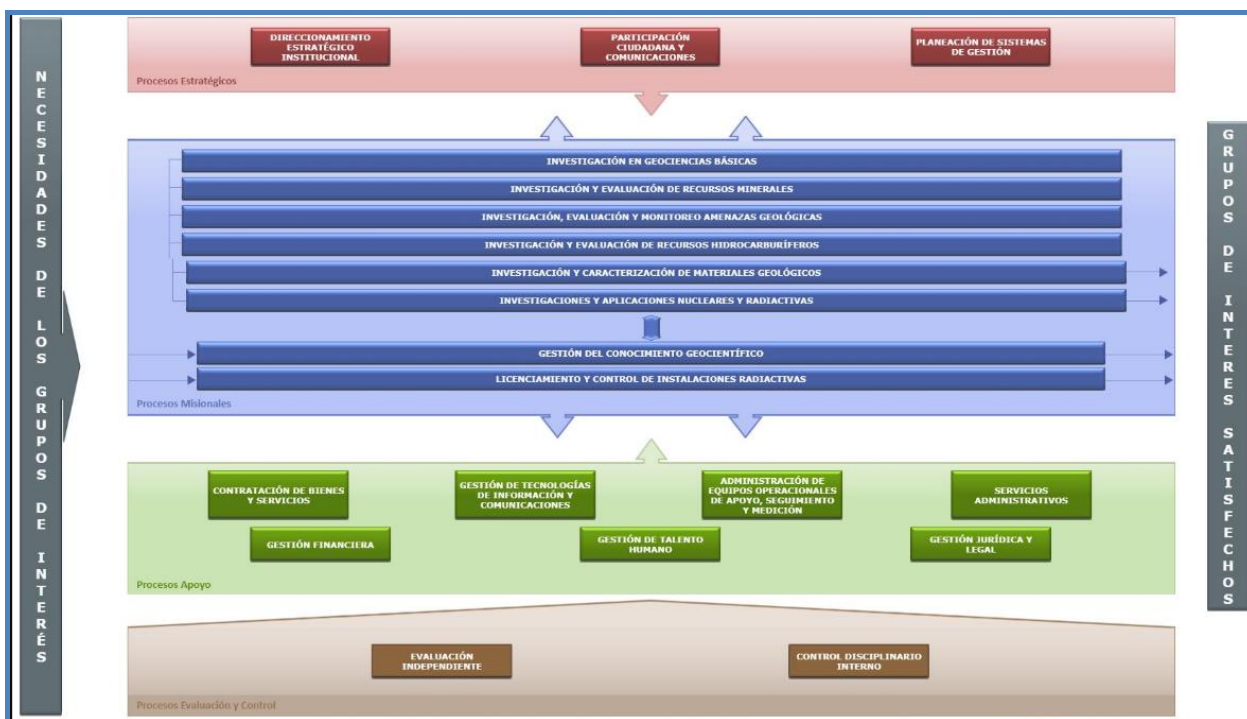 NECESIDADES DE LOS GRUPOS DE INTERÉS
DIRECCIONAMIENTO
ESTRATÉGICO
INSTITUCIONAL
PARTICIPACIÓN
CIUDADANA Y
COMUNICACIONES
PLANEACIÓN DE SISTEMAS
DE GESTIÓN
Procesos Estratégicos
INVESTIGACIÓN EN GEOCIENCIAS BÁSICAS
INVESTIGACIÓN Y EVALUACIÓN DE RECURSOS MINERALES
INVESTIGACIÓN, EVALUACIÓN Y MONITOREO AMENAZAS GEOLÓGICAS
INVESTIGACIÓN Y EVALUACIÓN DE RECURSOS HIDROCARBURÍFEROS
INVESTIGACIÓN Y CARACTERIZACIÓN DE MATERIALES GEOLÓGICOS
INVESTIGACIONES Y APLICACIONES NUCLEARES Y RADIACTIVAS
GESTIÓN DEL CONOCIMIENTO GEOCIENTÍFICO
LICENCIAMIENTO Y CONTROL DE INSTALACIONES RADIACTIVAS
Procesos Misionales
CONTRATACIÓN DE BIENES
Y SERVICIOS
GESTIÓN DE TECNOLOGÍAS
DE INFORMACIÓN Y
COMUNICACIONES
ADMINISTRACIÓN DE
EQUIPOS OPERACIONALES
DE APOYO, SEGUIMIENTO
Y MEDICIÓN
SERVICIOS
ADMINISTRATIVOS
GESTIÓN FINANCIERA
GESTIÓN DE TALENTO
HUMANO
GESTIÓN JURÍDICA Y
LEGAL
Procesos Apoyo
EVALUACIÓN
INDEPENDIENTE
CONTROL DISCIPLINARIO
INTERNO
Procesos Evaluación y Control
GRUPOS DE INTERES SATISFECHOS